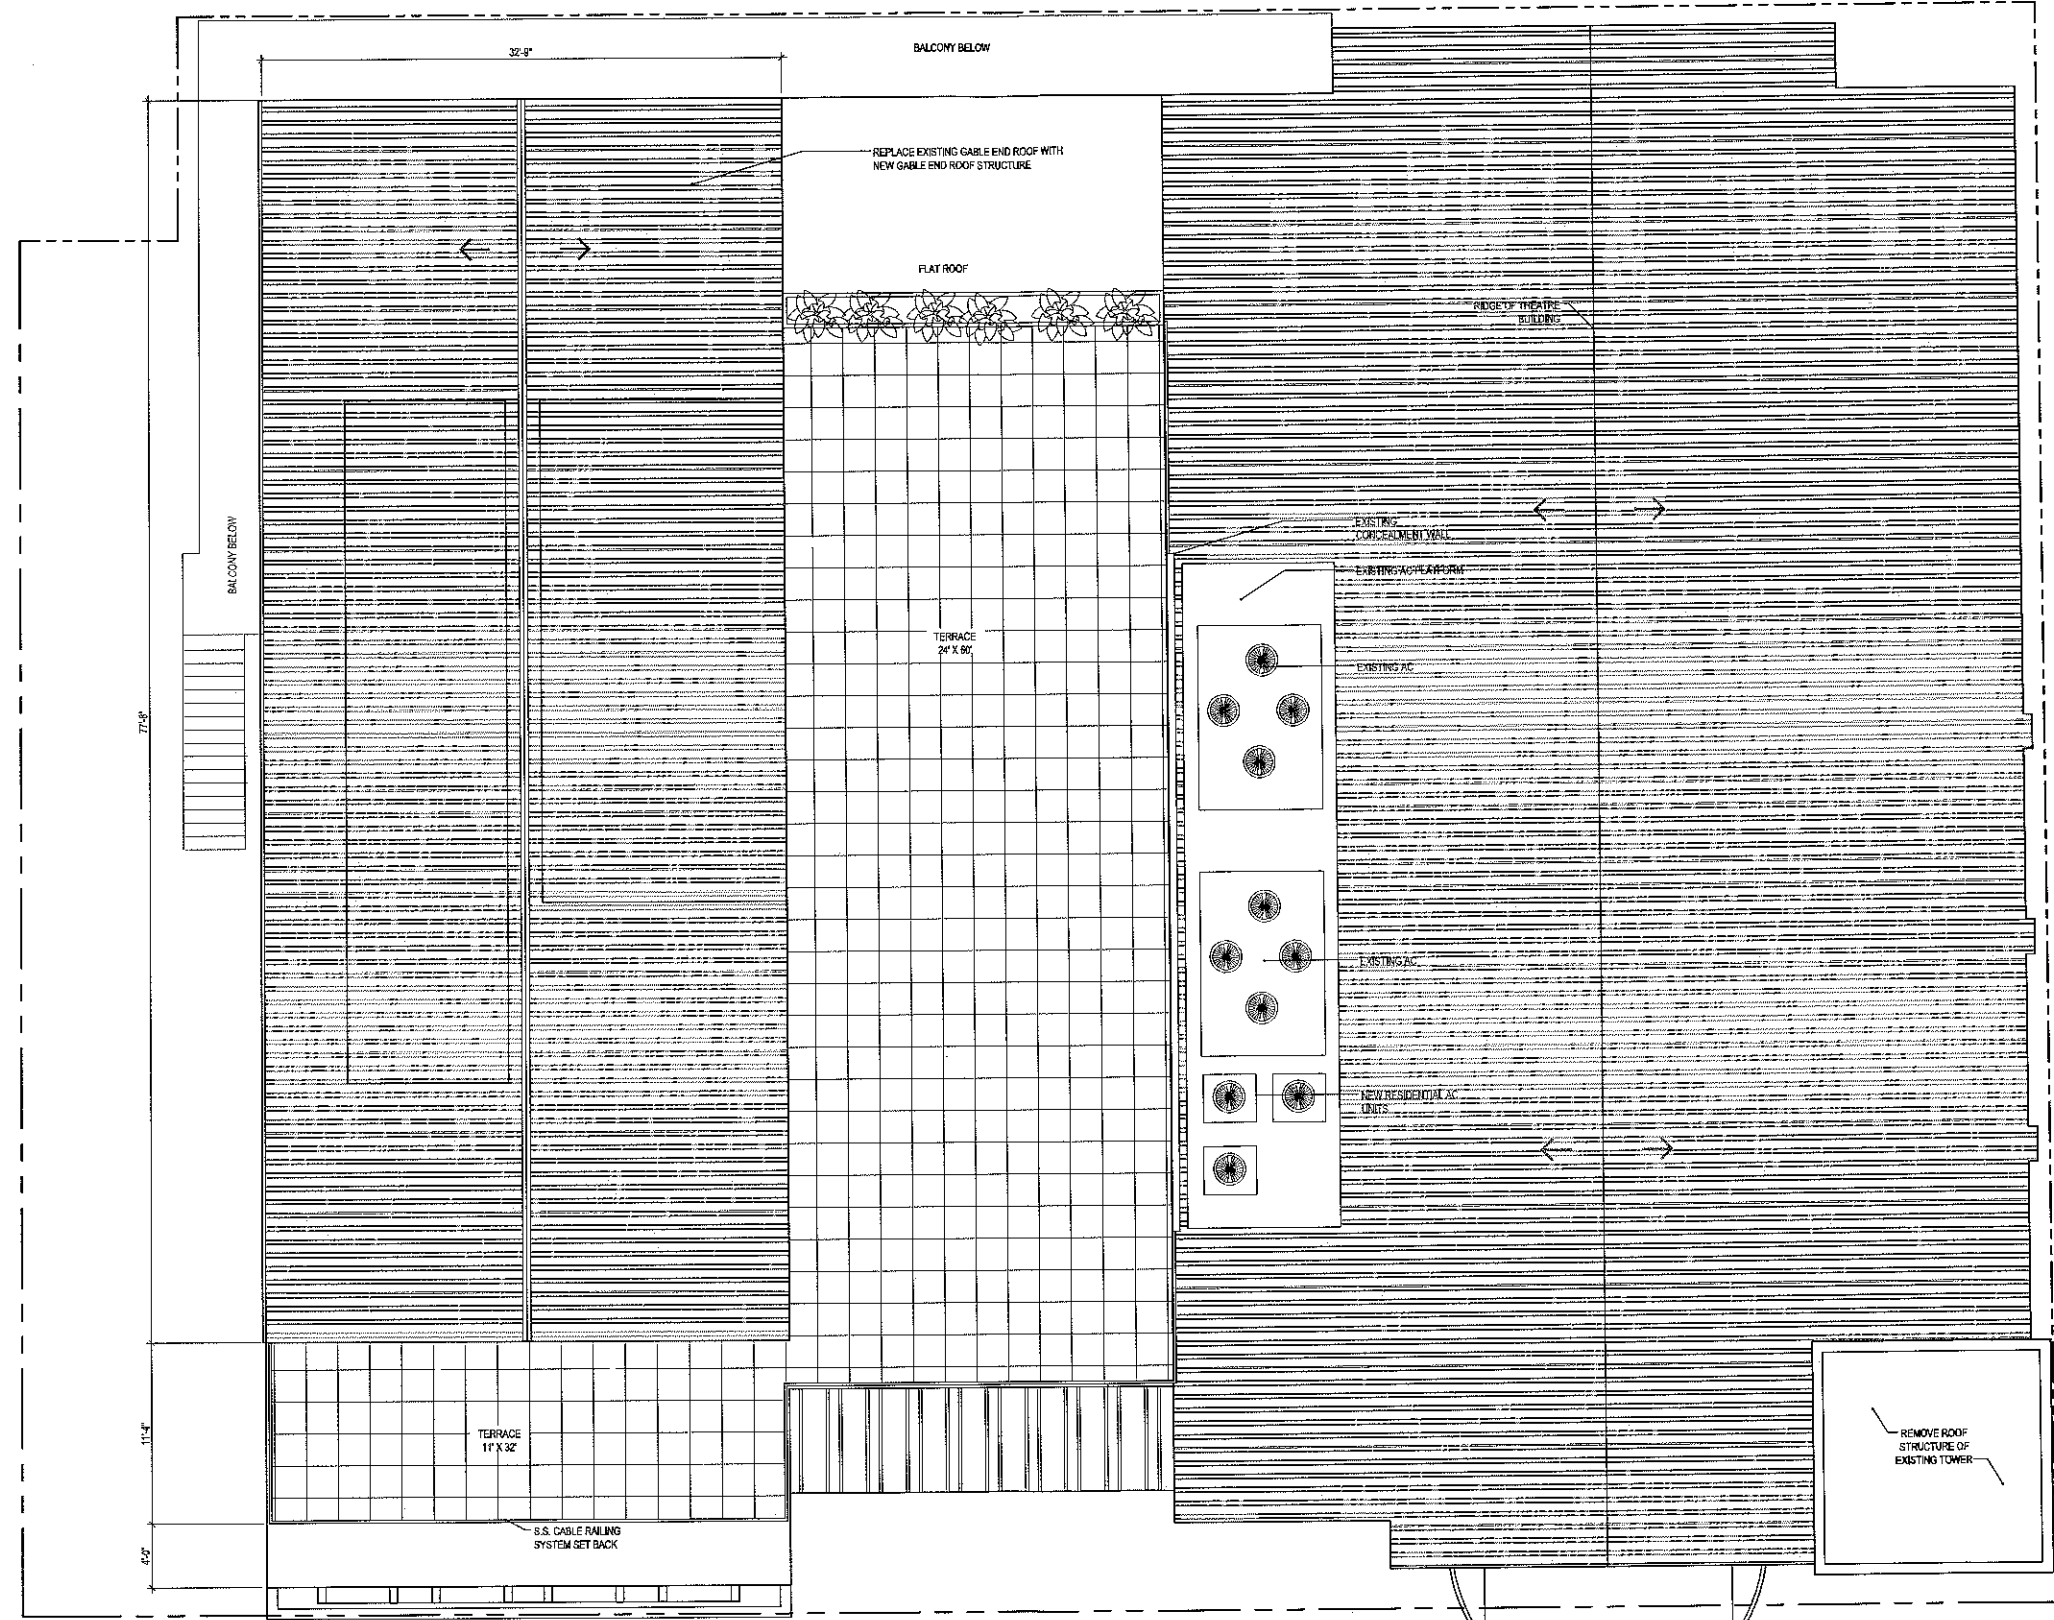 BALCONY BELOW
32'-9"
REPLACE EXISTING GABLE END ROOF WITH
NEW GABLE END ROOF STRUCTURE
FLAT ROOF
RIDGE OF THEATRE
BUILDING
BALCONY BELOW
EXISTING
CONCEALMENT WALL
EXISTING AC PLATFORM
TERRACE
24' X 60'
EXISTING AC
77'-8"
EXISTING AC
NEW RESIDENTIAL AC
UNITS
11'-4"
TERRACE
11' X 32'
REMOVE ROOF
STRUCTURE OF
EXISTING TOWER
S.S. CABLE RAILING
SYSTEM SET BACK
4'-0"